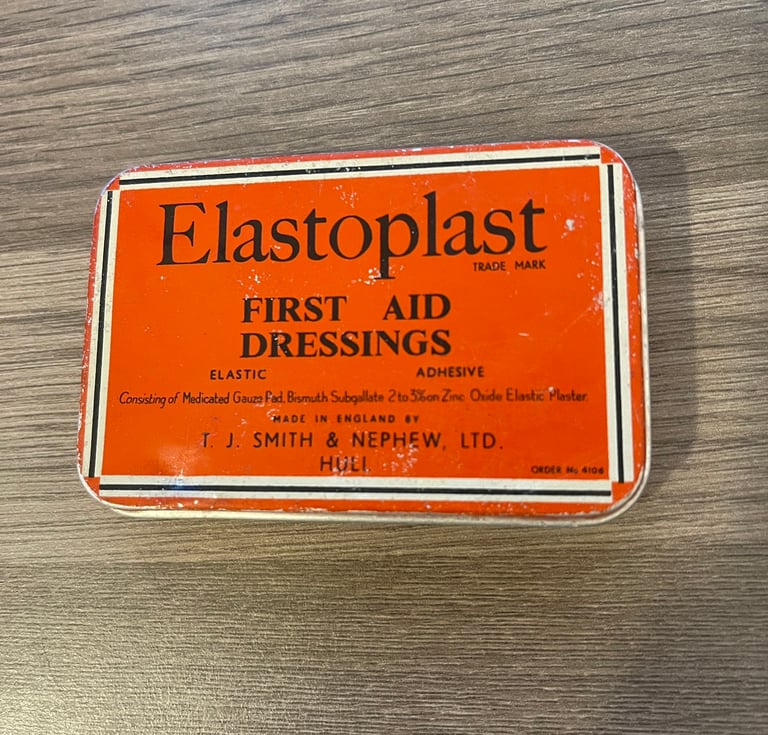 Elastoplast
TRADE MARK
FIRST AID
DRESSINGS
ELASTIC ADHESIVE
Consisting of Medicated Gauze Pad, Bismuth Subgallate 2 to 3% on Zinc Oxide Elastic Plaster.
MADE IN ENGLAND BY
T. J. SMITH & NEPHEW, LTD.
HULL
ORDER No 4106